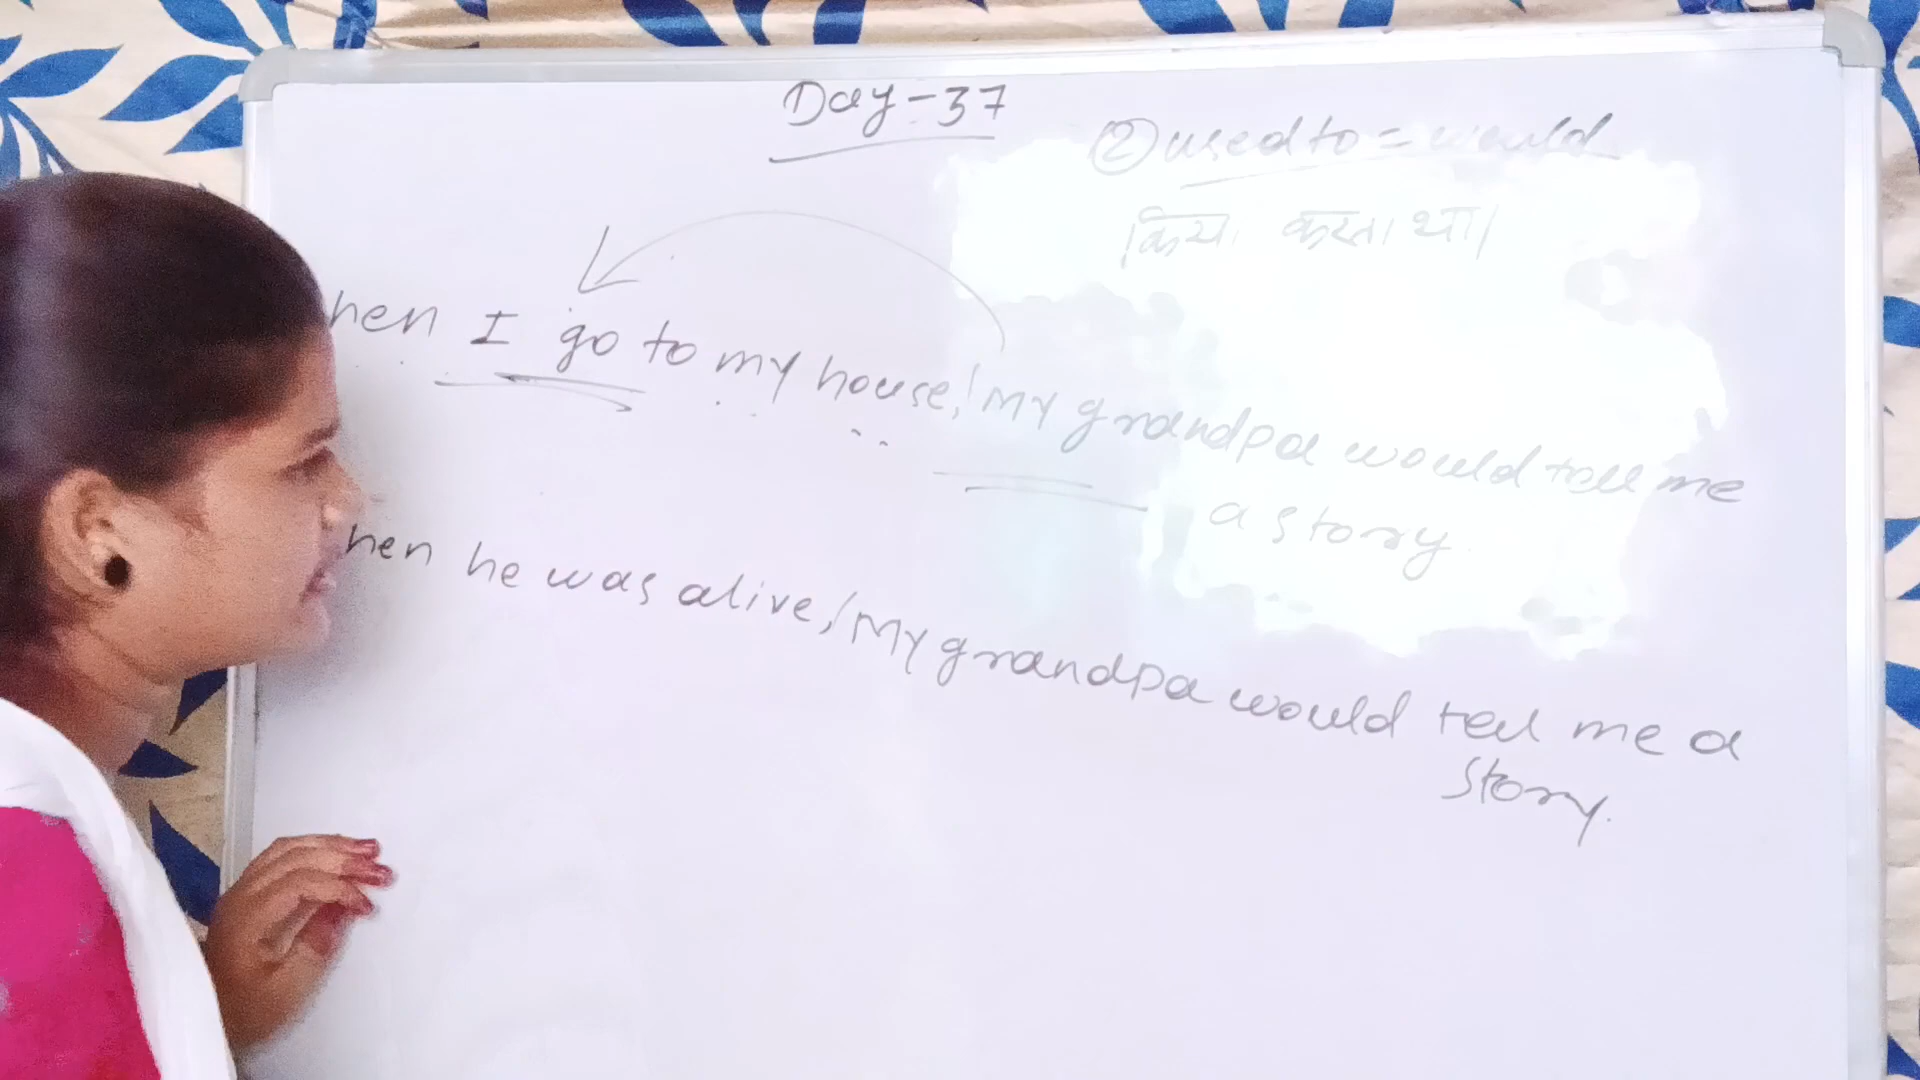 Day-37
② used to = would
किया करता था।
hen I go to my house, my grandpa would tell me
a story
hen he was alive, my grandpa would tell me a
story.